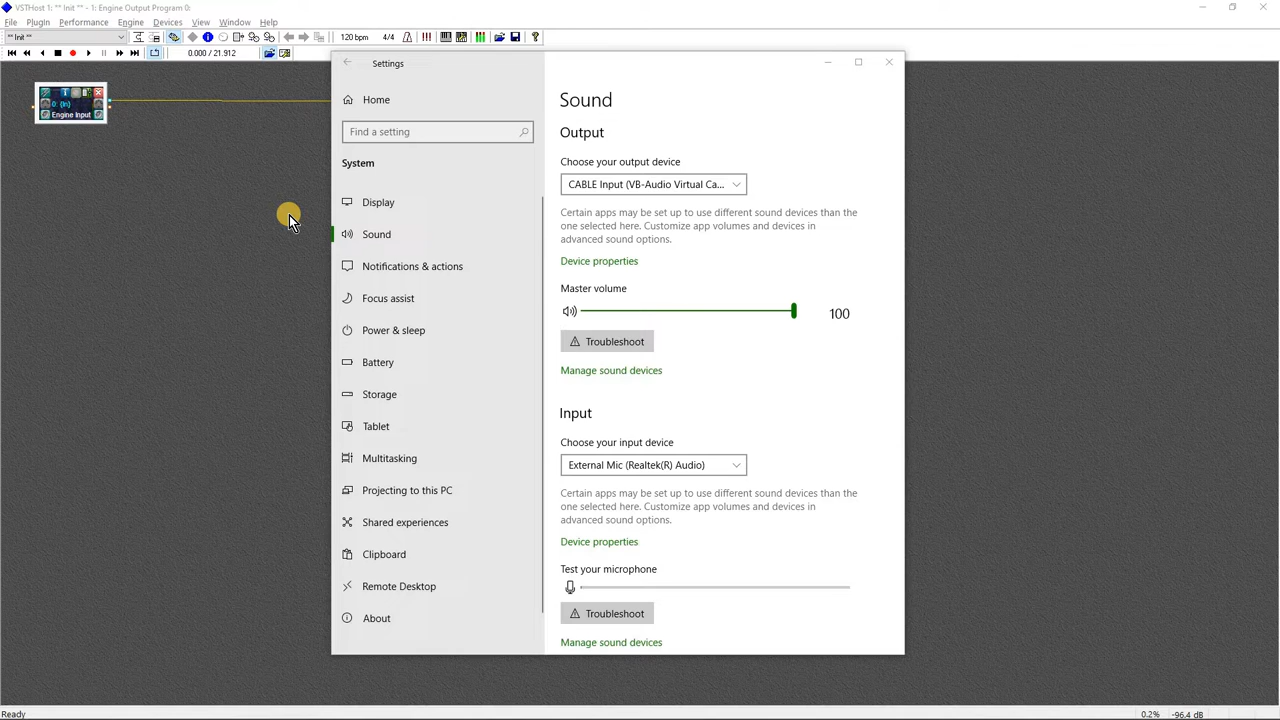 VSTHost 1: ** Init ** - 1: Engine Output Program 0:
File Plugin Performance Engine Devices View Window Help
** Init ** 120 bpm 4/4
0.000 / 21.912
0: {In}
Engine Input
Settings
Home
Find a setting
System
Display
Sound
Notifications & actions
Focus assist
Power & sleep
Battery
Storage
Tablet
Multitasking
Projecting to this PC
Shared experiences
Clipboard
Remote Desktop
About
Sound
Output
Choose your output device
CABLE Input (VB-Audio Virtual Ca...
Certain apps may be set up to use different sound devices than the
one selected here. Customize app volumes and devices in
advanced sound options.
Device properties
Master volume
100
Troubleshoot
Manage sound devices
Input
Choose your input device
External Mic (Realtek(R) Audio)
Certain apps may be set up to use different sound devices than the
one selected here. Customize app volumes and devices in
advanced sound options.
Device properties
Test your microphone
Troubleshoot
Manage sound devices
Ready 0.2% -96.4 dB